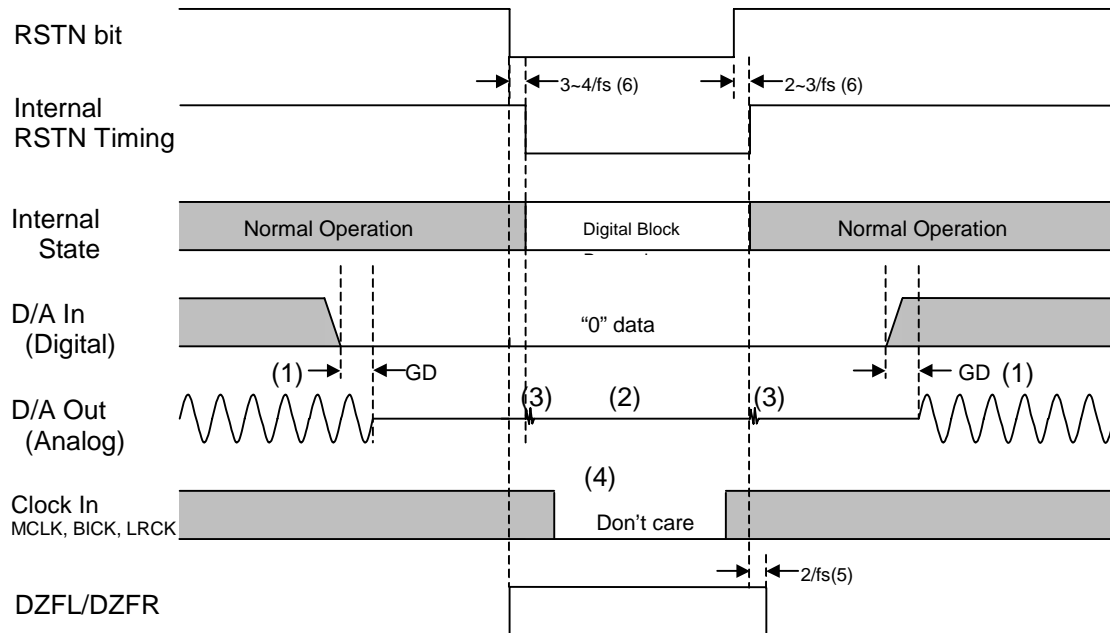 RSTN bit
3~4/fs (6)
2~3/fs (6)
Internal
RSTN Timing
Internal
State
Normal Operation
Digital Block
Normal Operation
D/A In
(Digital)
“0” data
(1)
GD
GD
(1)
D/A Out
(Analog)
(3)
(2)
(3)
(4)
Clock In
MCLK, BICK, LRCK
Don’t care
2/fs(5)
DZFL/DZFR